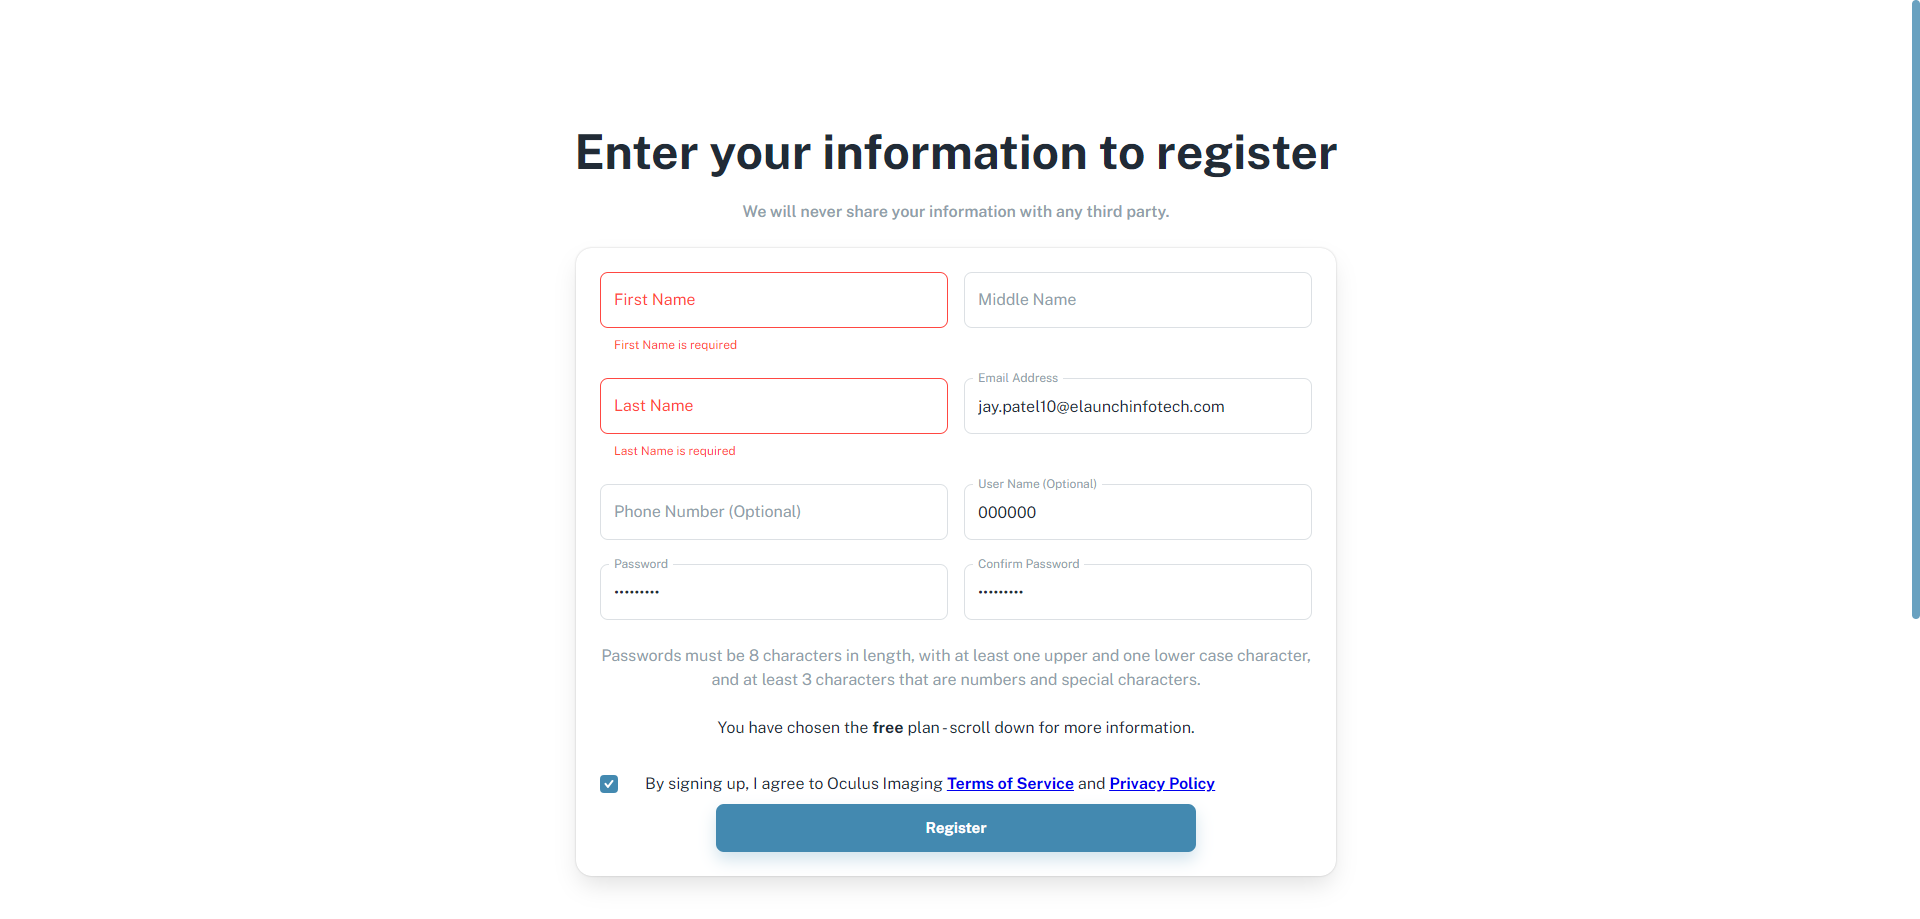 Enter your information to register
We will never share your information with any third party.
First Name
Middle Name
First Name is required
Last Name
Email Address
jay.patel10@elaunchinfotech.com
Last Name is required
Phone Number (Optional)
User Name (Optional)
000000
Password
•••••••••
Confirm Password
•••••••••
Passwords must be 8 characters in length, with at least one upper and one lower case character,
and at least 3 characters that are numbers and special characters.
You have chosen the free plan - scroll down for more information.
By signing up, I agree to Oculus Imaging Terms of Service and Privacy Policy
Register